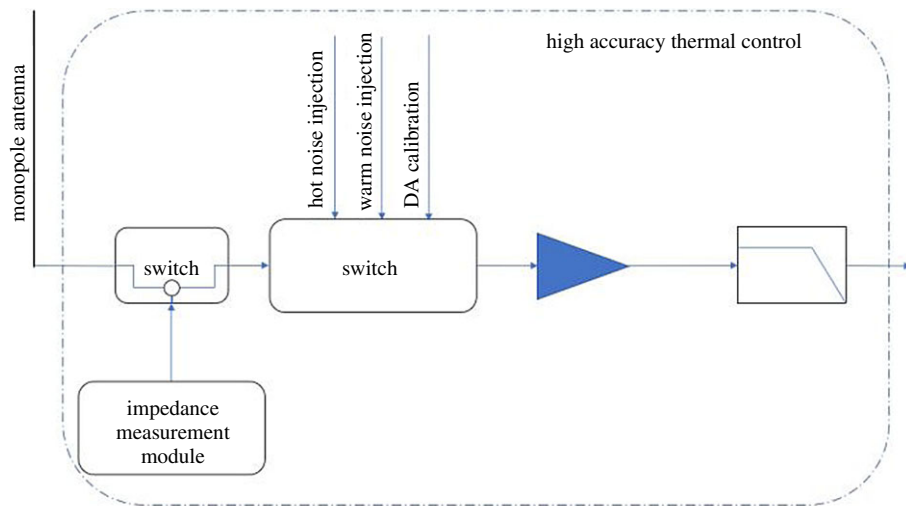 high accuracy thermal control
monopole antenna
hot noise injection
warm noise injection
DA calibration
switch
switch
impedance
measurement
module